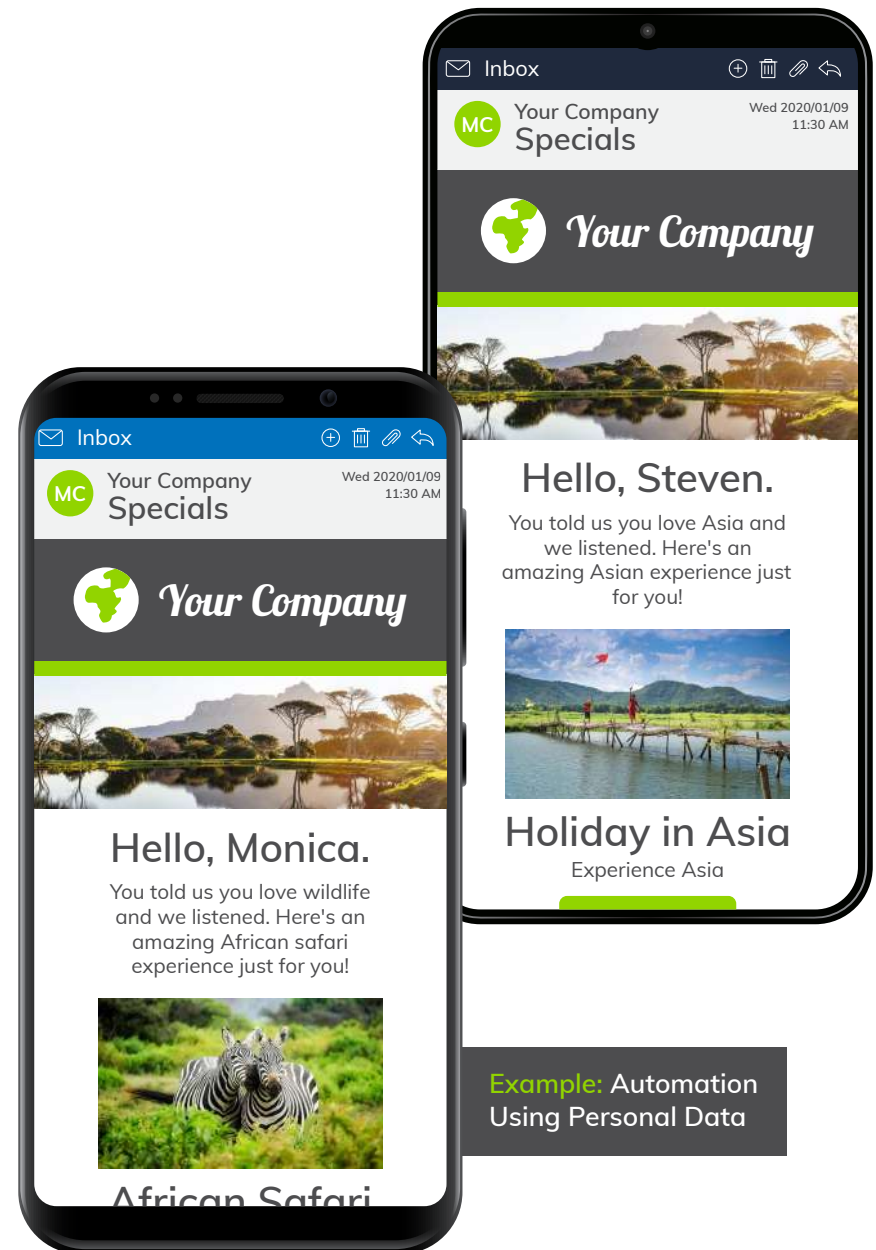 Inbox
MC
Your Company
Specials
Wed 2020/01/09
11:30 AM
Your Company
Hello, Steven.
You told us you love Asia and
we listened. Here's an
amazing Asian experience just
for you!
Holiday in Asia
Experience Asia
Inbox
MC
Your Company
Specials
Wed 2020/01/09
11:30 AM
Your Company
Hello, Monica.
You told us you love wildlife
and we listened. Here's an
amazing African safari
experience just for you!
African Safari
Example: Automation
Using Personal Data